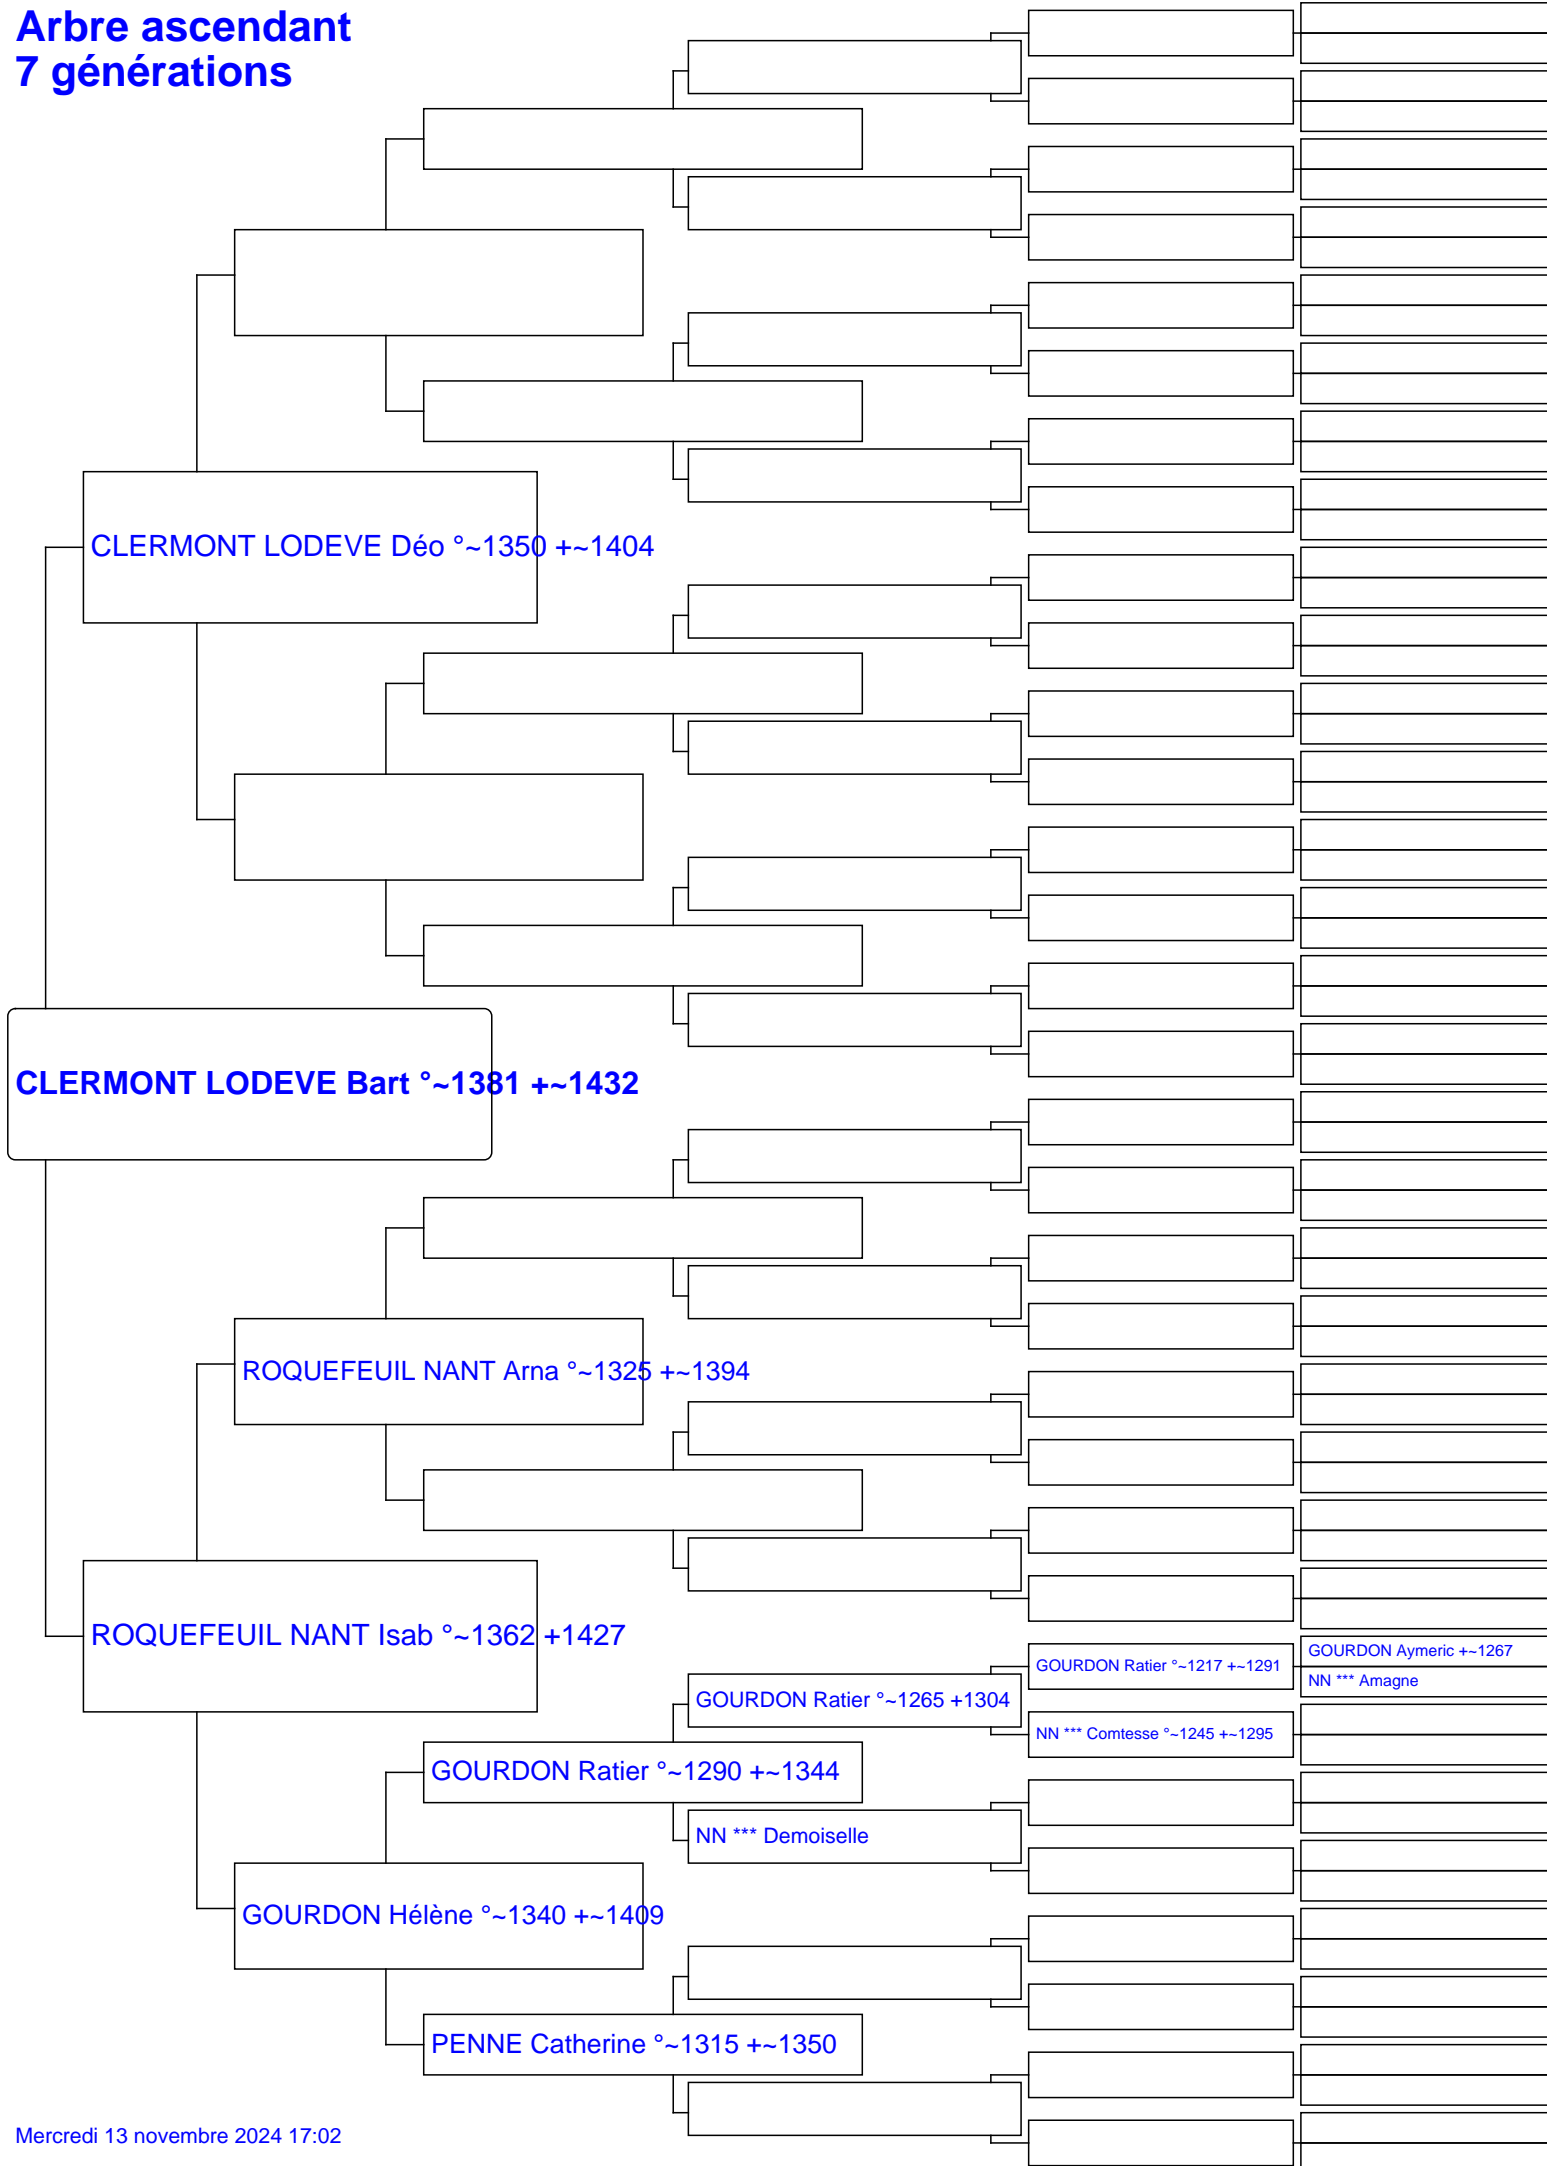 Arbre ascendant
7 générations
CLERMONT LODEVE Déo °~1350 +~1404
CLERMONT LODEVE Bart °~1381 +~1432
ROQUEFEUIL NANT Arna °~1325 +~1394
ROQUEFEUIL NANT Isab °~1362 +1427
GOURDON Aymeric +~1267
GOURDON Ratier °~1217 +~1291
NN *** Amagne
GOURDON Ratier °~1265 +1304
NN *** Comtesse °~1245 +~1295
GOURDON Ratier °~1290 +~1344
NN *** Demoiselle
GOURDON Hélène °~1340 +~1409
PENNE Catherine °~1315 +~1350
Mercredi 13 novembre 2024 17:02